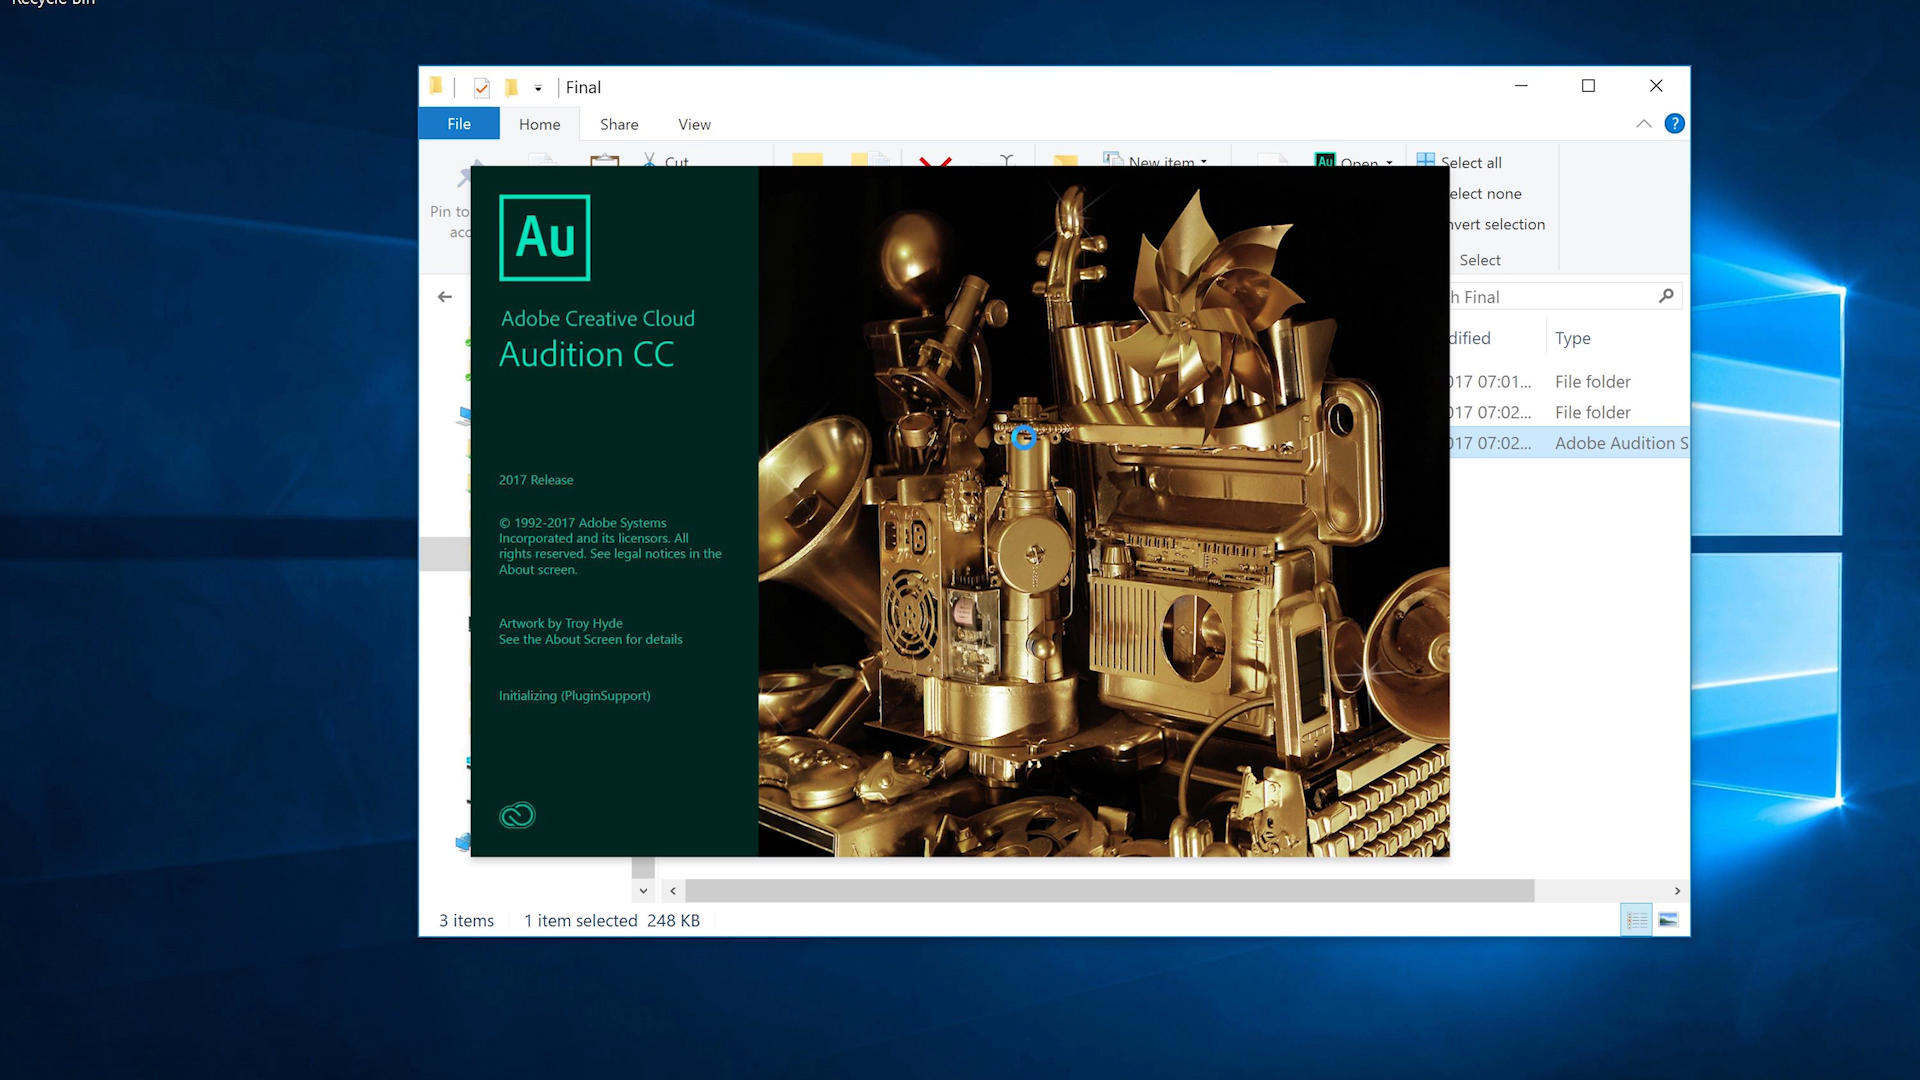 Recycle Bin
Final
File
Home
Share
View
Cut
New item
Open
Select all
Pin to
elect none
nvert selection
Select
Au
Adobe Creative Cloud
Audition CC
2017 Release
© 1992-2017 Adobe Systems
Incorporated and its licensors. All
rights reserved. See legal notices in the
About screen.
Artwork by Troy Hyde
See the About Screen for details
Initializing (PluginSupport)
h Final
dified
Type
017 07:01...
File folder
017 07:02...
File folder
017 07:02...
Adobe Audition S
3 items
1 item selected 248 KB